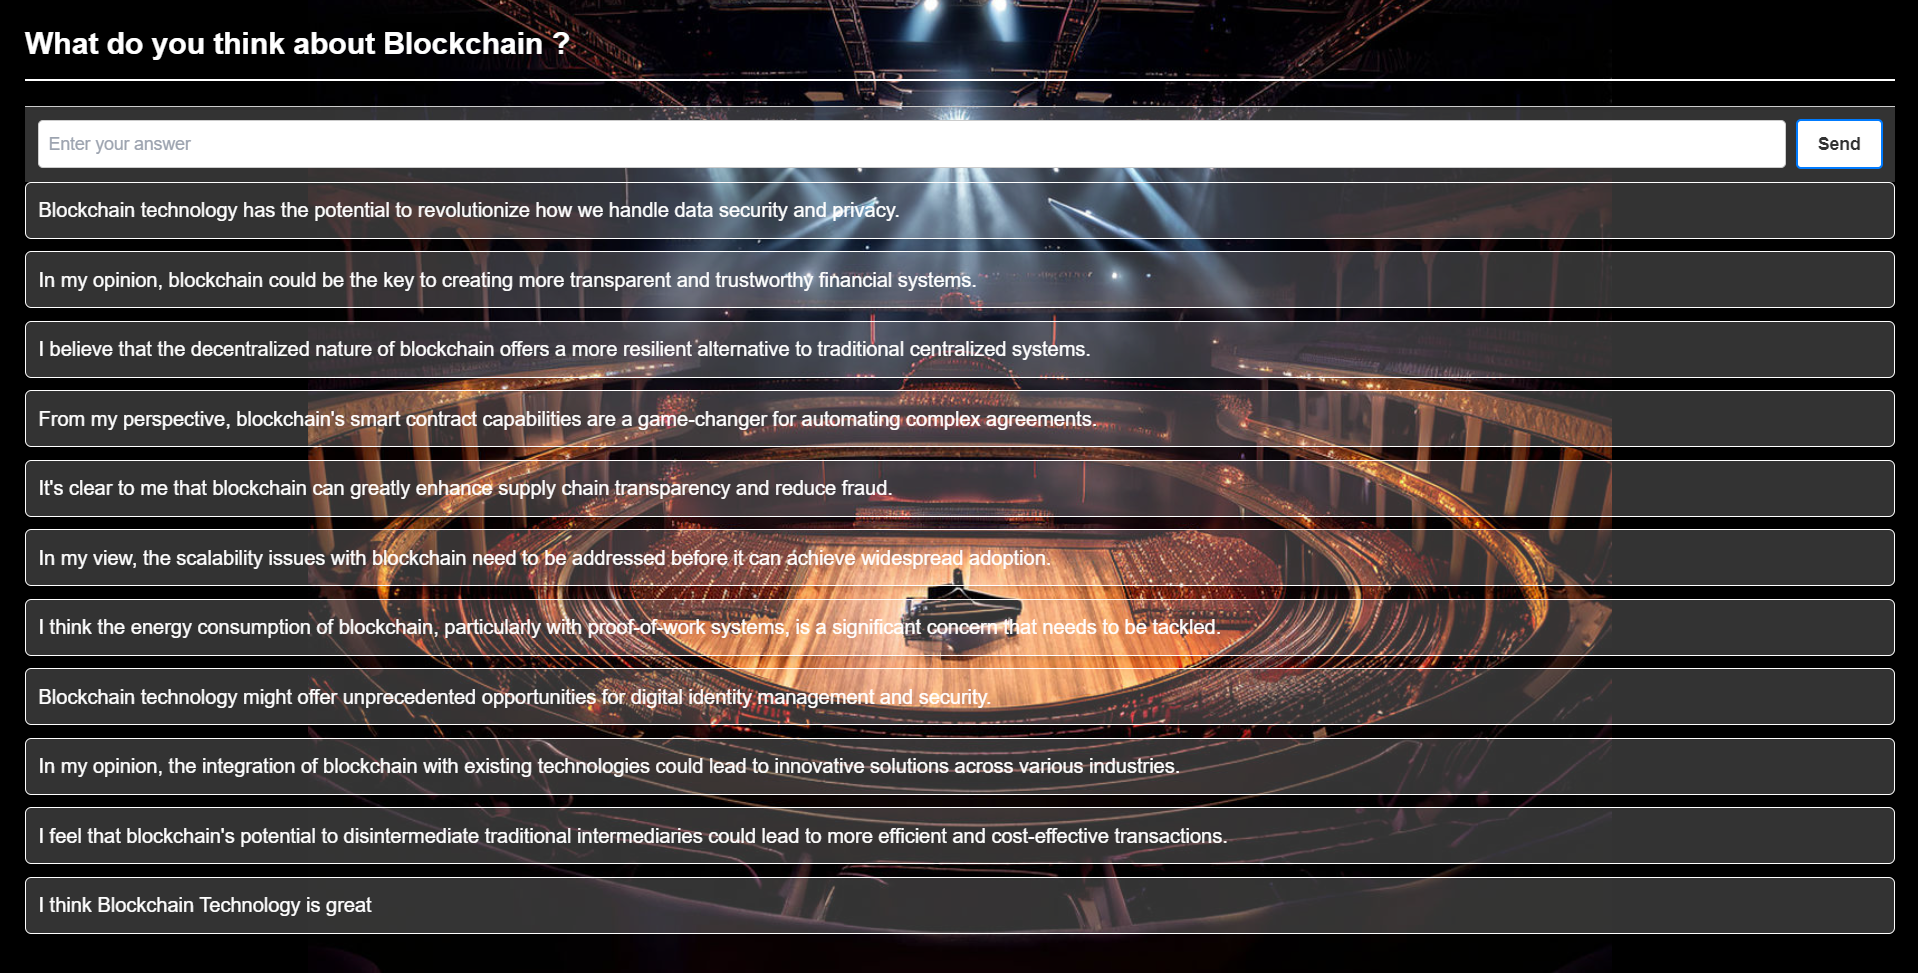 What do you think about Blockchain ?
Enter your answer
Send
Blockchain technology has the potential to revolutionize how we handle data security and privacy.
In my opinion, blockchain could be the key to creating more transparent and trustworthy financial systems.
I believe that the decentralized nature of blockchain offers a more resilient alternative to traditional centralized systems.
From my perspective, blockchain's smart contract capabilities are a game-changer for automating complex agreements.
It's clear to me that blockchain can greatly enhance supply chain transparency and reduce fraud.
In my view, the scalability issues with blockchain need to be addressed before it can achieve widespread adoption.
I think the energy consumption of blockchain, particularly with proof-of-work systems, is a significant concern that needs to be tackled.
Blockchain technology might offer unprecedented opportunities for digital identity management and security.
In my opinion, the integration of blockchain with existing technologies could lead to innovative solutions across various industries.
I feel that blockchain's potential to disintermediate traditional intermediaries could lead to more efficient and cost-effective transactions.
I think Blockchain Technology is great